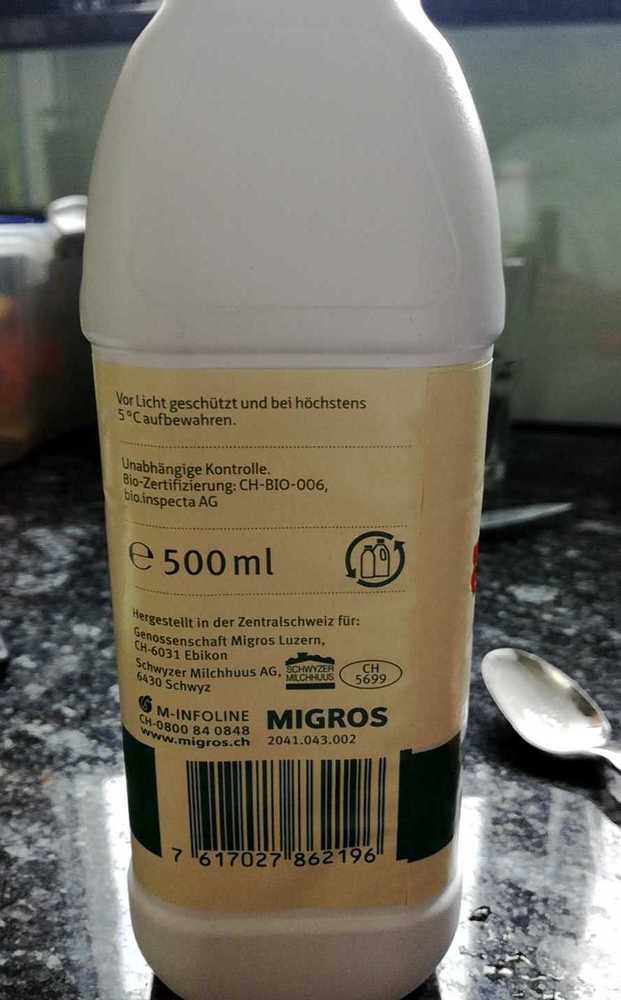 Vor Licht geschützt und bei höchstens
5°C aufbewahren.
Unabhängige Kontrolle.
Bio-Zertifizierung: CH-BIO-006,
bio.inspecta AG
℮ 500 ml
Hergestellt in der Zentralschweiz für:
Genossenschaft Migros Luzern,
CH-6031 Ebikon
Schwyzer Milchhuus AG,
6430 Schwyz
SCHWYZER
MILCHHUUS
CH
5699
M-INFOLINE
CH-0800 84 0848
www.migros.ch
MIGROS
2041.043.002
7 617027 862196